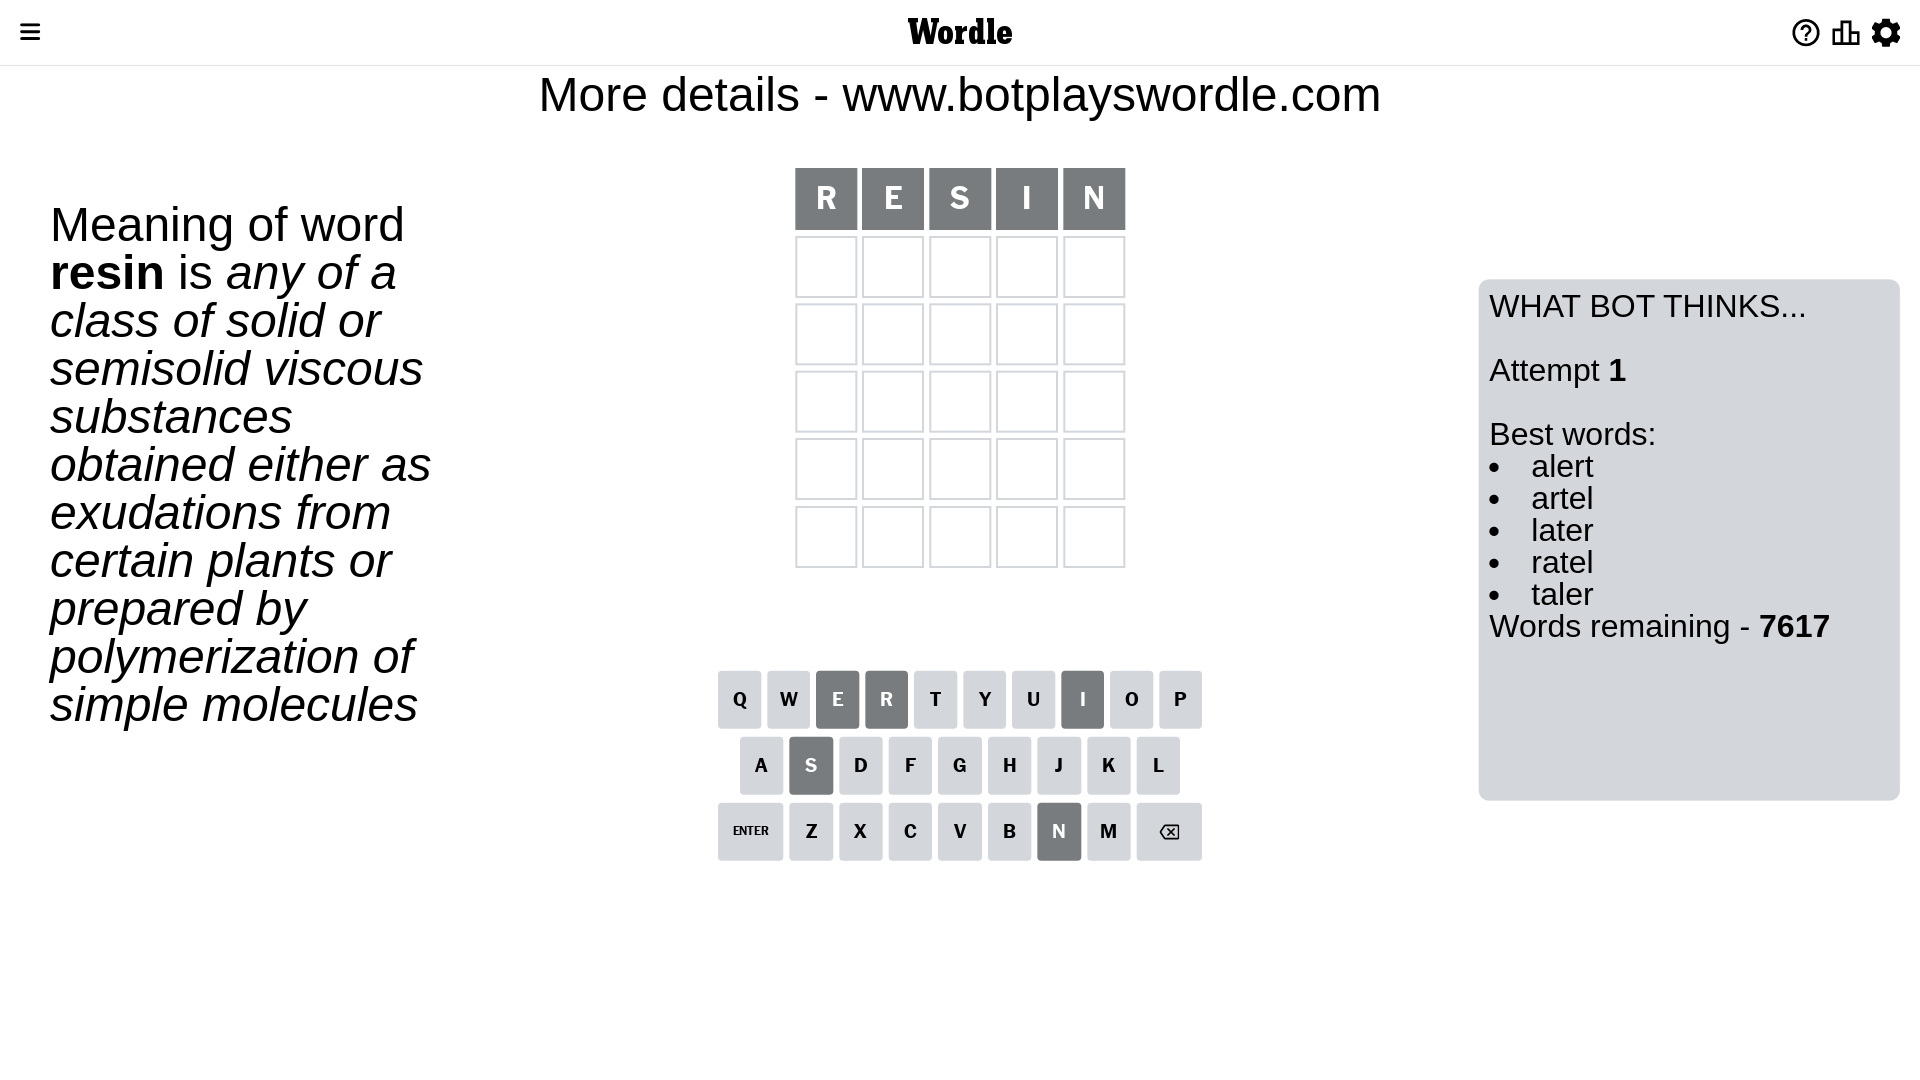 Wordle
More details - www.botplayswordle.com
Meaning of word
resin is any of a
class of solid or
semisolid viscous
substances
obtained either as
exudations from
certain plants or
prepared by
polymerization of
simple molecules
R E S I N
Q W E R T Y U I O P
A S D F G H J K L
ENTER Z X C V B N M
WHAT BOT THINKS...
Attempt 1
Best words:
• alert
• artel
• later
• ratel
• taler
Words remaining - 7617